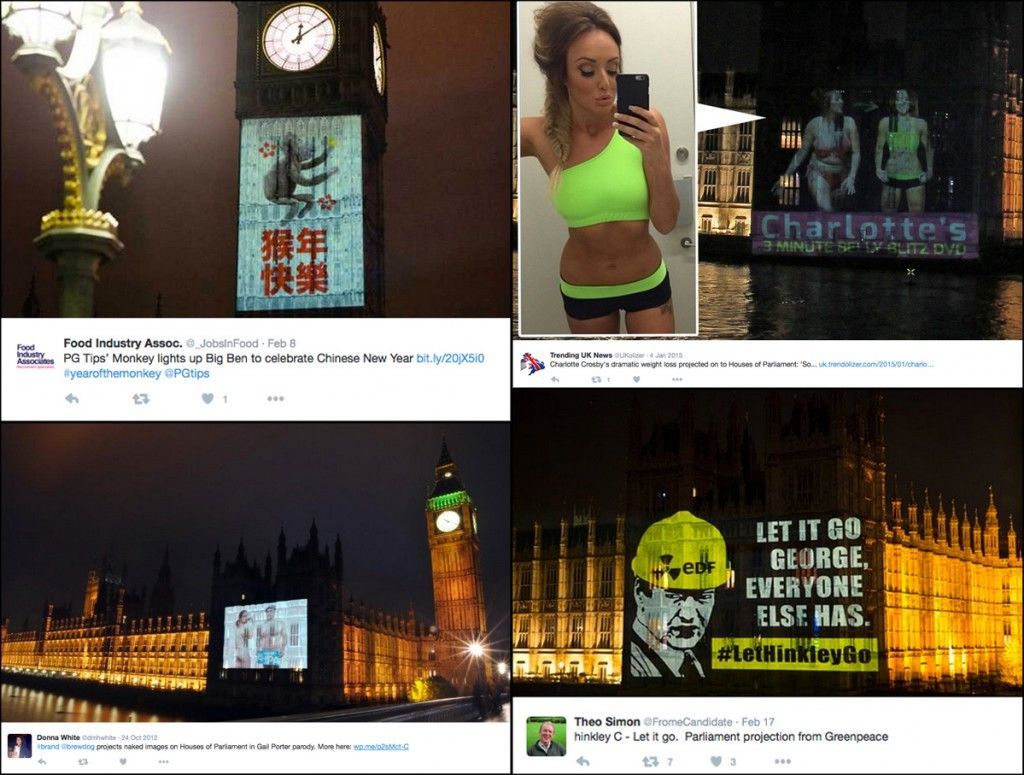 猴年
快樂
Food
Industry
Associates
Food Industry Assoc. @_JobsInFood · Feb 8
PG Tips' Monkey lights up Big Ben to celebrate Chinese New Year bit.ly/20jX5i0
#yearofthemonkey @PGtips
1
Charlotte's
3 MINUTE BELLY BLITZ DVD
Trending UK News @UKolizer · 4 Jan 2015
Charlotte Crosby's dramatic weight loss projected on to Houses of Parliament: 'So... uk.trendolizer.com/2015/01/charlo…
1
Donna White @dmhwhite · 24 Oct 2012
#brand @brewdog projects naked images on Houses of Parliament in Gail Porter parody. More here: wp.me/p2sMct-C
eDF
LET IT GO
GEORGE,
EVERYONE
ELSE HAS.
#LetHinkleyGo
Theo Simon @FromeCandidate · Feb 17
hinkley C - Let it go. Parliament projection from Greenpeace
7
3